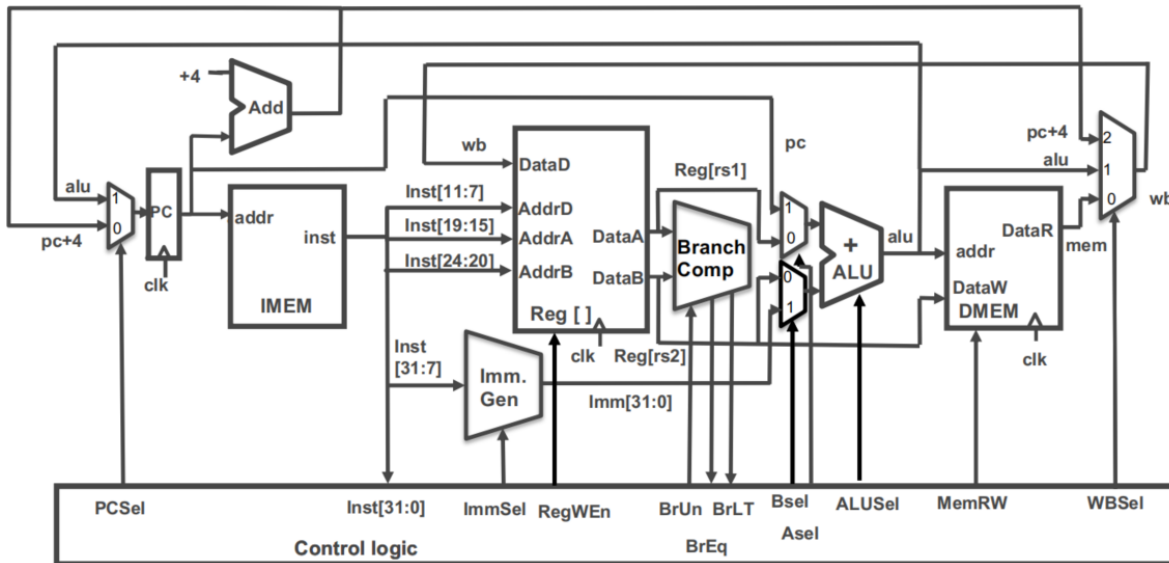 +4
Add
wb
DataD
pc
pc+4
2
alu
1
0
wb
alu
1
0
pc+4
PC
clk
addr
inst
IMEM
Inst[11:7]
Inst[19:15]
Inst[24:20]
AddrD
AddrA
AddrB
DataA
DataB
Reg [ ]
clk
Reg[rs1]
Branch
Comp
Reg[rs2]
1
0
0
1
+
ALU
alu
addr
DataR
DataW
DMEM
clk
mem
Inst
[31:7]
Imm.
Gen
Imm[31:0]
PCSel
Inst[31:0]
ImmSel
RegWEn
BrUn
BrEq
BrLT
Bsel
Asel
ALUSel
MemRW
WBSel
Control logic